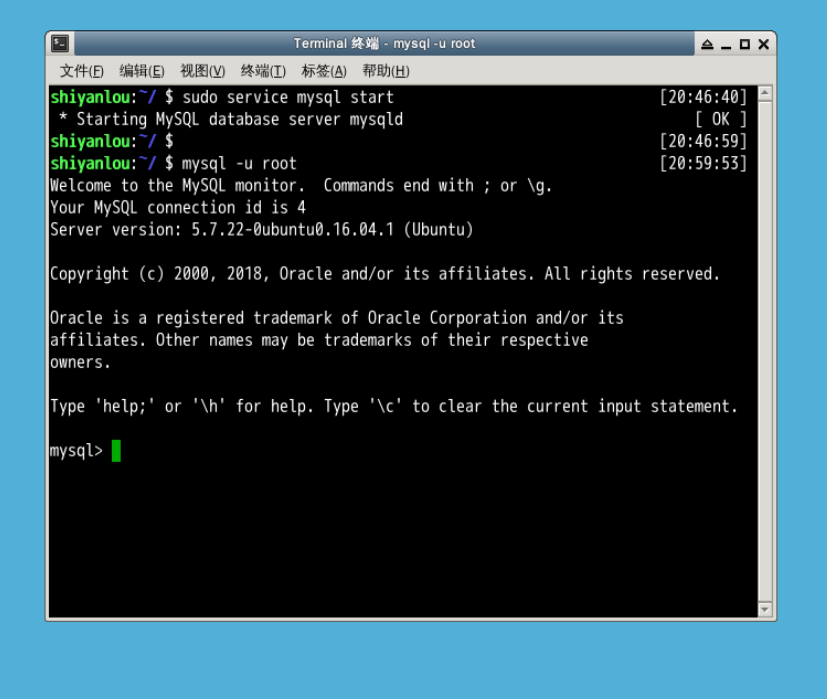 Terminal 终端 - mysql -u root
文件(F) 编辑(E) 视图(V) 终端(T) 标签(A) 帮助(H)
shiyanlou:~/ $ sudo service mysql start [20:46:40]
 * Starting MySQL database server mysqld [ OK ]
shiyanlou:~/ $ [20:46:59]
shiyanlou:~/ $ mysql -u root [20:59:53]
Welcome to the MySQL monitor.  Commands end with ; or \g.
Your MySQL connection id is 4
Server version: 5.7.22-0ubuntu0.16.04.1 (Ubuntu)
Copyright (c) 2000, 2018, Oracle and/or its affiliates. All rights reserved.
Oracle is a registered trademark of Oracle Corporation and/or its
affiliates. Other names may be trademarks of their respective
owners.
Type 'help;' or '\h' for help. Type '\c' to clear the current input statement.
mysql>